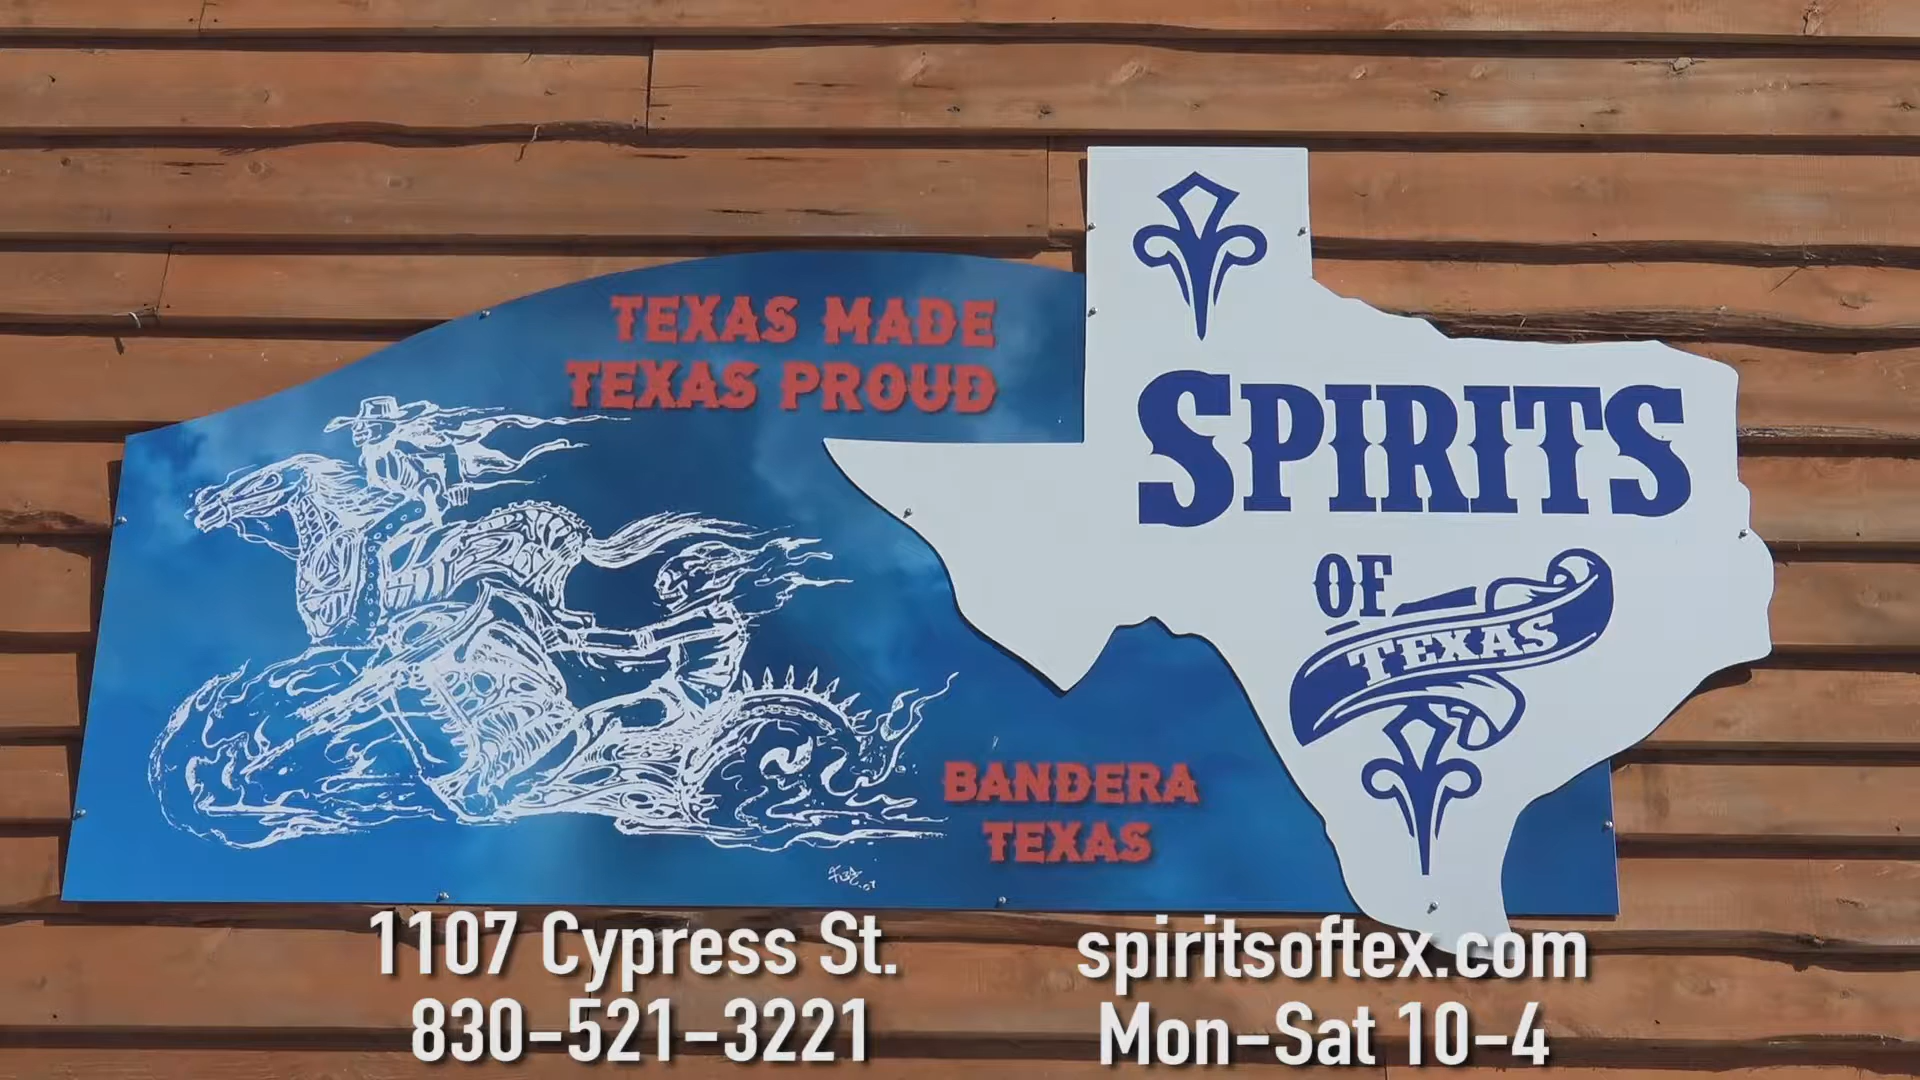 TEXAS MADE
TEXAS PROUD
SPIRITS
OF
TEXAS
BANDERA
TEXAS
1107 Cypress St.
830-521-3221
spiritsoftex.com
Mon-Sat 10-4